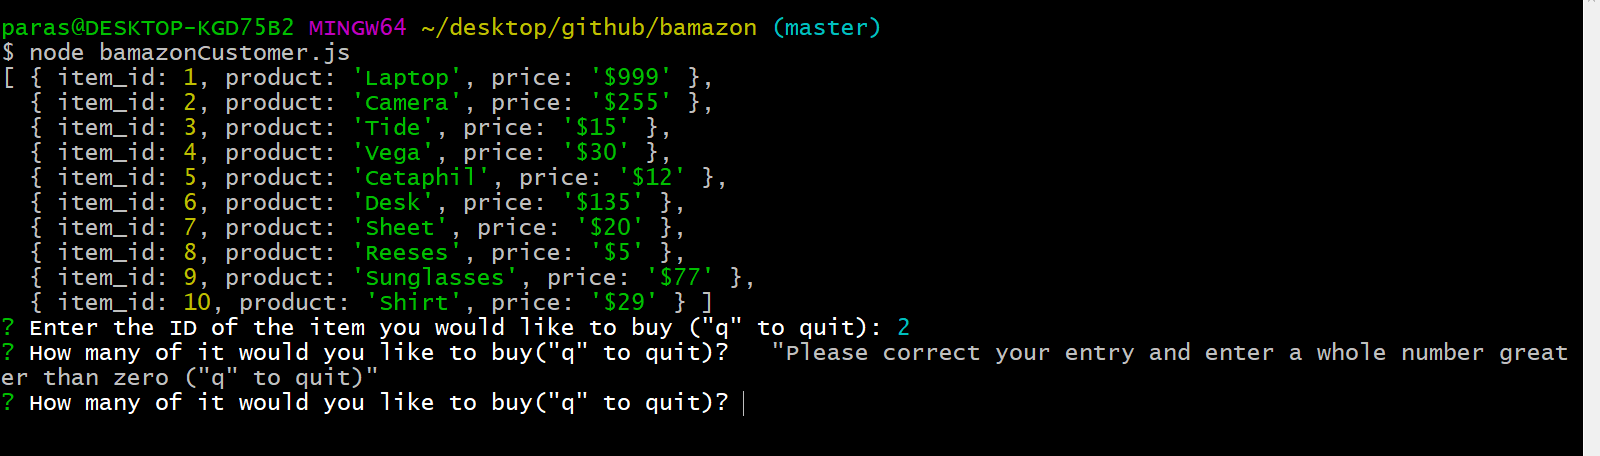 paras@DESKTOP-KGD75B2 MINGW64 ~/desktop/github/bamazon (master)
$ node bamazonCustomer.js
[ { item_id: 1, product: 'Laptop', price: '$999' },
  { item_id: 2, product: 'Camera', price: '$255' },
  { item_id: 3, product: 'Tide', price: '$15' },
  { item_id: 4, product: 'Vega', price: '$30' },
  { item_id: 5, product: 'Cetaphil', price: '$12' },
  { item_id: 6, product: 'Desk', price: '$135' },
  { item_id: 7, product: 'Sheet', price: '$20' },
  { item_id: 8, product: 'Reeses', price: '$5' },
  { item_id: 9, product: 'Sunglasses', price: '$77' },
  { item_id: 10, product: 'Shirt', price: '$29' } ]
? Enter the ID of the item you would like to buy ("q" to quit): 2
? How many of it would you like to buy("q" to quit)?   "Please correct your entry and enter a whole number great
er than zero ("q" to quit)"
? How many of it would you like to buy("q" to quit)?